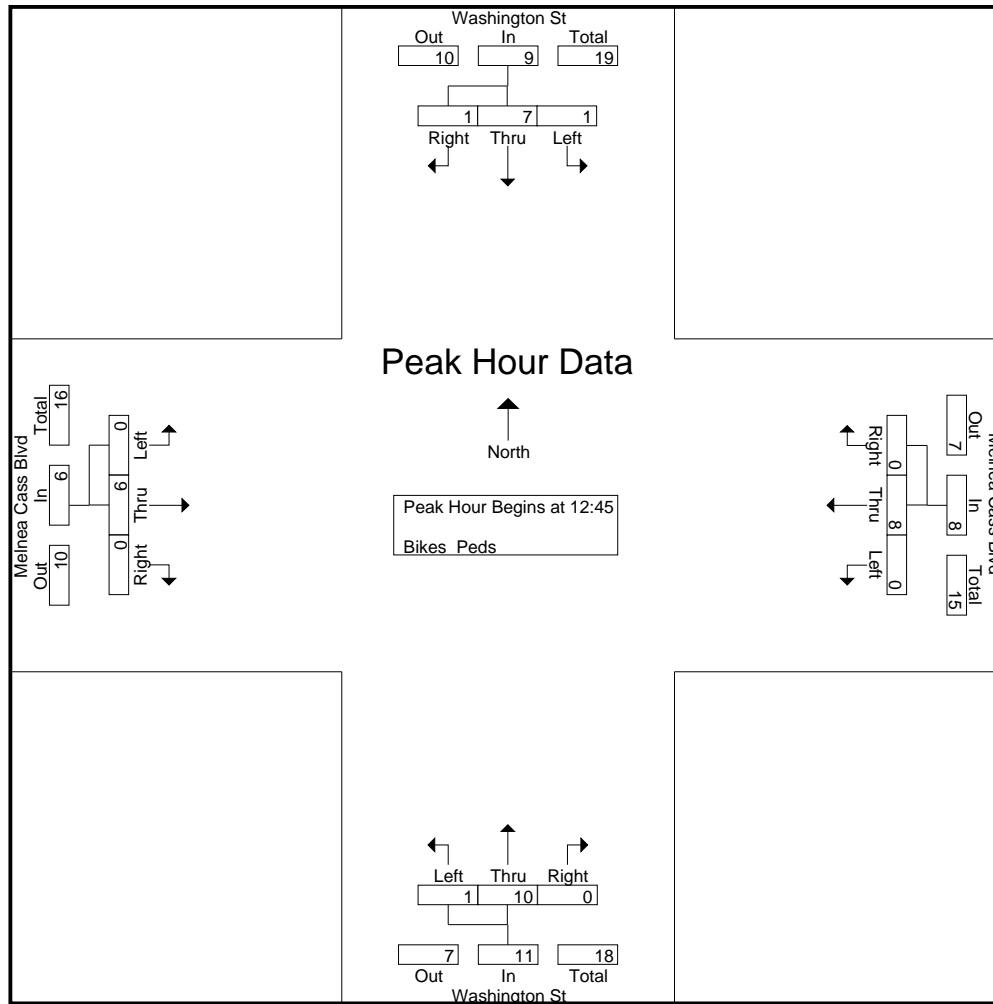 Washington St
Out In Total
10 9 19
1 7 1
Right Thru Left
Peak Hour Data
North
Peak Hour Begins at 12:45
Bikes Peds
Melnea Cass Blvd
Out In Total
10 6 16
0 6 0
Right Thru Left
Melnea Cass Blvd
Out In Total
7 8 15
0 8 0
Right Thru Left
Left Thru Right
1 10 0
7 11 18
Out In Total
Washington St